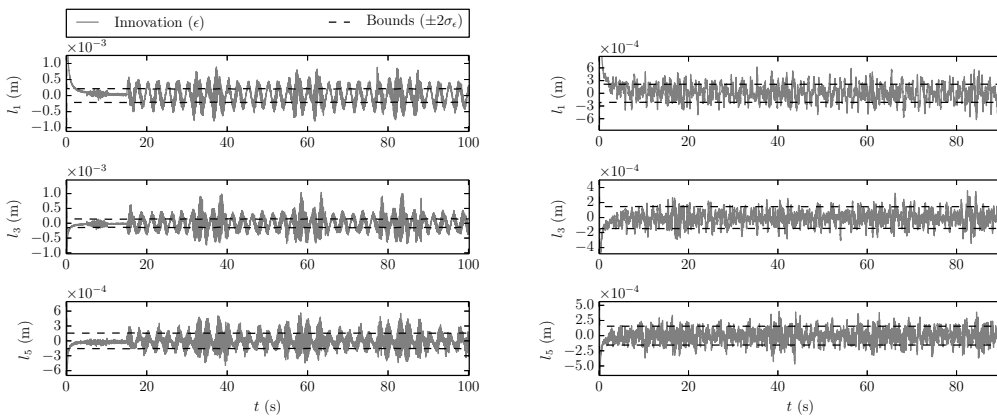 Innovation (ϵ)
Bounds (±2σϵ)
×10⁻³
1.0
0.5
0.0
−0.5
−1.0
l₁ (m)
0 20 40 60 80 100
×10⁻³
1.0
0.5
0.0
−0.5
−1.0
l₃ (m)
0 20 40 60 80 100
×10⁻⁴
6
3
0
−3
−6
l₅ (m)
0 20 40 60 80 100
t (s)
×10⁻⁴
6
3
0
−3
−6
l₁ (m)
0 20 40 60 80
×10⁻⁴
4
2
0
−2
−4
l₃ (m)
0 20 40 60 80
×10⁻⁴
5.0
2.5
0.0
−2.5
−5.0
l₅ (m)
0 20 40 60 80
t (s)